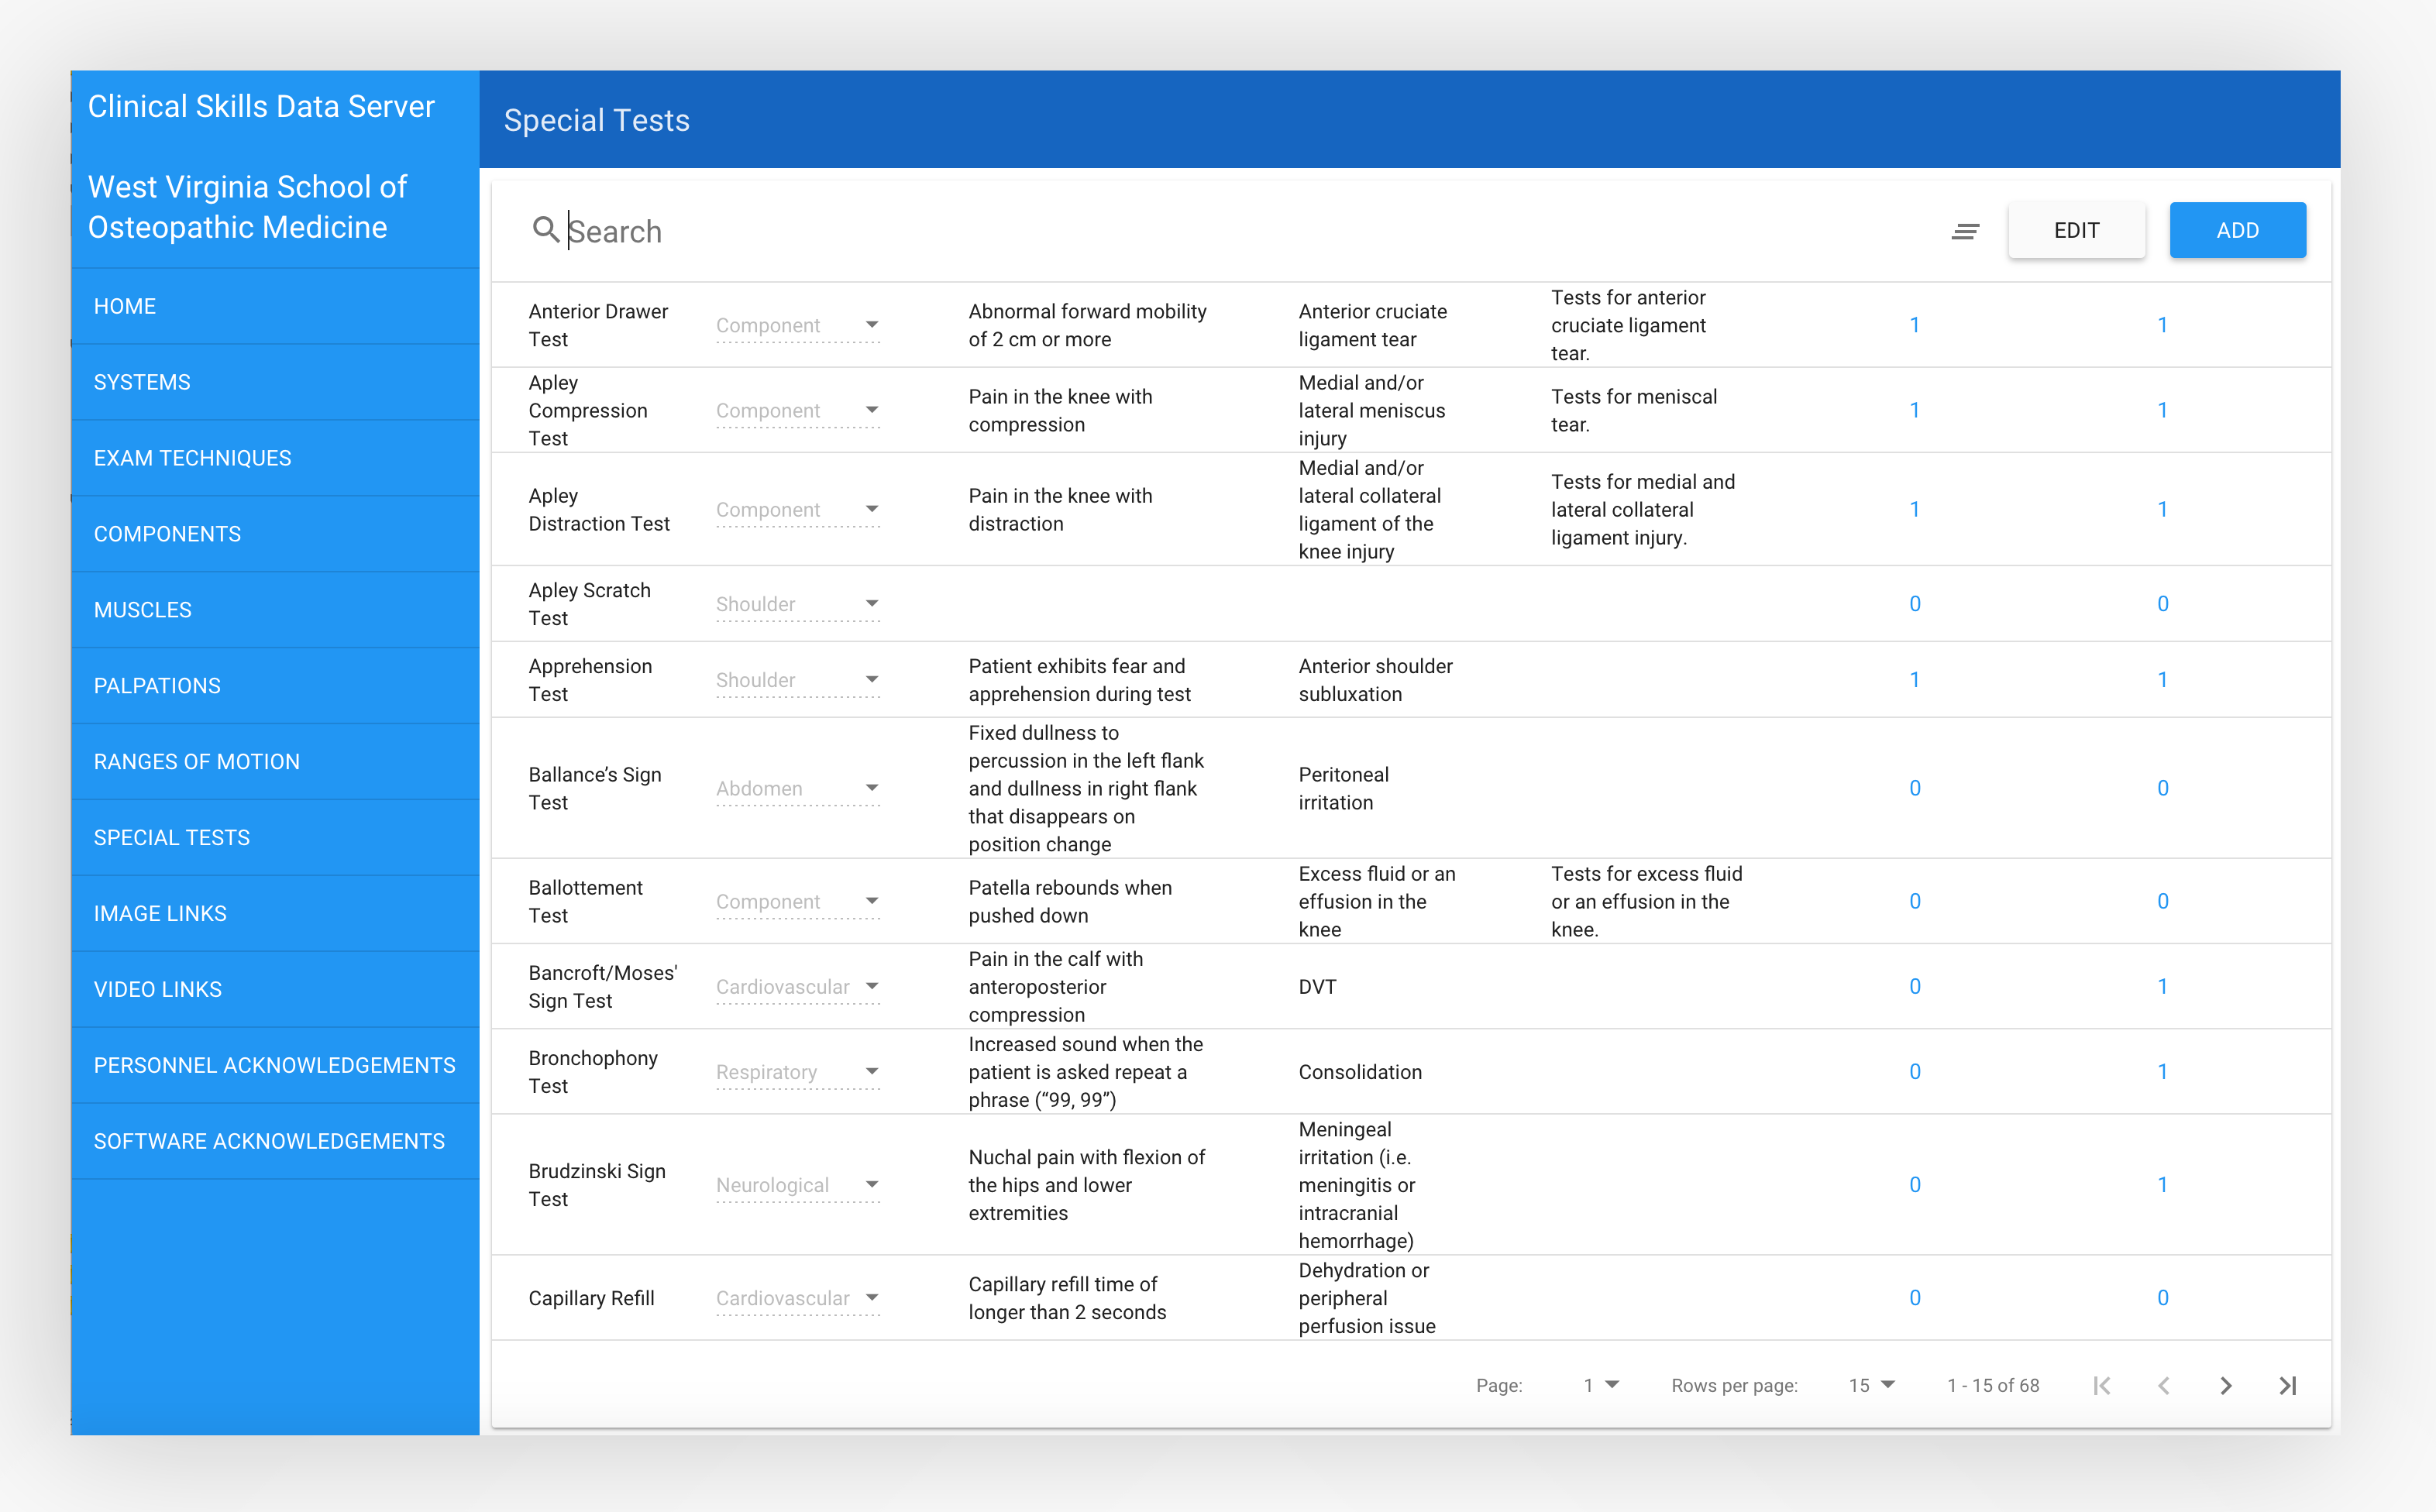 Clinical Skills Data Server
West Virginia School of
Osteopathic Medicine
HOME
SYSTEMS
EXAM TECHNIQUES
COMPONENTS
MUSCLES
PALPATIONS
RANGES OF MOTION
SPECIAL TESTS
IMAGE LINKS
VIDEO LINKS
PERSONNEL ACKNOWLEDGEMENTS
SOFTWARE ACKNOWLEDGEMENTS
Special Tests
Search
EDIT
ADD
Anterior Drawer
Test
Component
Abnormal forward mobility
of 2 cm or more
Anterior cruciate
ligament tear
Tests for anterior
cruciate ligament
tear.
1
1
Apley
Compression
Test
Component
Pain in the knee with
compression
Medial and/or
lateral meniscus
injury
Tests for meniscal
tear.
1
1
Apley
Distraction Test
Component
Pain in the knee with
distraction
Medial and/or
lateral collateral
ligament of the
knee injury
Tests for medial and
lateral collateral
ligament injury.
1
1
Apley Scratch
Test
Shoulder
0
0
Apprehension
Test
Shoulder
Patient exhibits fear and
apprehension during test
Anterior shoulder
subluxation
1
1
Ballance’s Sign
Test
Abdomen
Fixed dullness to
percussion in the left flank
and dullness in right flank
that disappears on
position change
Peritoneal
irritation
0
0
Ballottement
Test
Component
Patella rebounds when
pushed down
Excess fluid or an
effusion in the
knee
Tests for excess fluid
or an effusion in the
knee.
0
0
Bancroft/Moses'
Sign Test
Cardiovascular
Pain in the calf with
anteroposterior
compression
DVT
0
1
Bronchophony
Test
Respiratory
Increased sound when the
patient is asked repeat a
phrase (“99, 99”)
Consolidation
0
1
Brudzinski Sign
Test
Neurological
Nuchal pain with flexion of
the hips and lower
extremities
Meningeal
irritation (i.e.
meningitis or
intracranial
hemorrhage)
0
1
Capillary Refill
Cardiovascular
Capillary refill time of
longer than 2 seconds
Dehydration or
peripheral
perfusion issue
0
0
Page:
1
Rows per page:
15
1 - 15 of 68